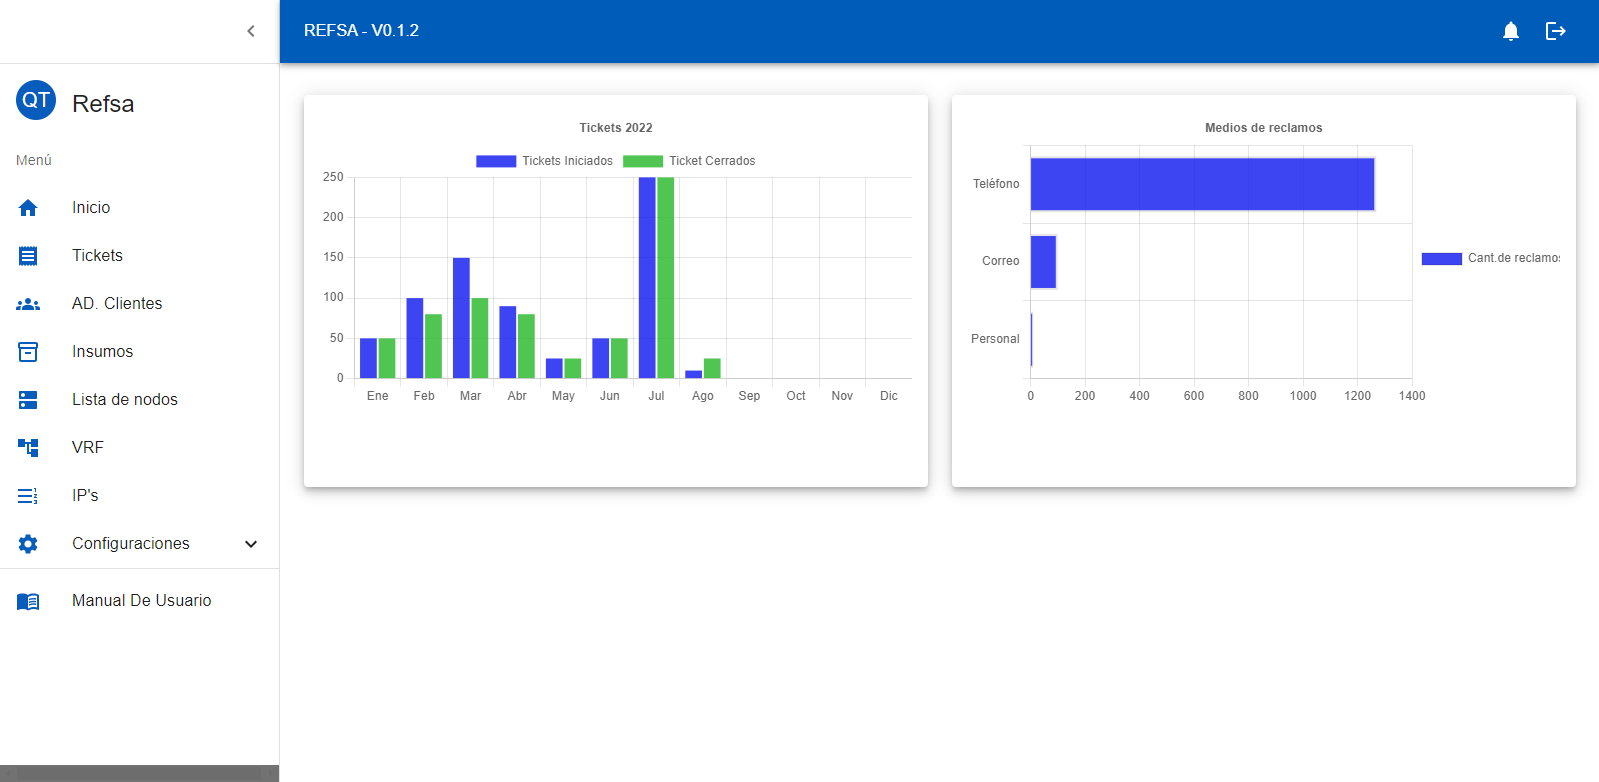 REFSA - V0.1.2
QT
Refsa
Menú
Inicio
Tickets
AD. Clientes
Insumos
Lista de nodos
VRF
IP's
Configuraciones
Manual De Usuario
Tickets 2022
Tickets Iniciados Ticket Cerrados
250
200
150
100
50
0
Ene Feb Mar Abr May Jun Jul Ago Sep Oct Nov Dic
Medios de reclamos
Teléfono
Correo
Personal
Cant.de reclamos
0 200 400 600 800 1000 1200 1400